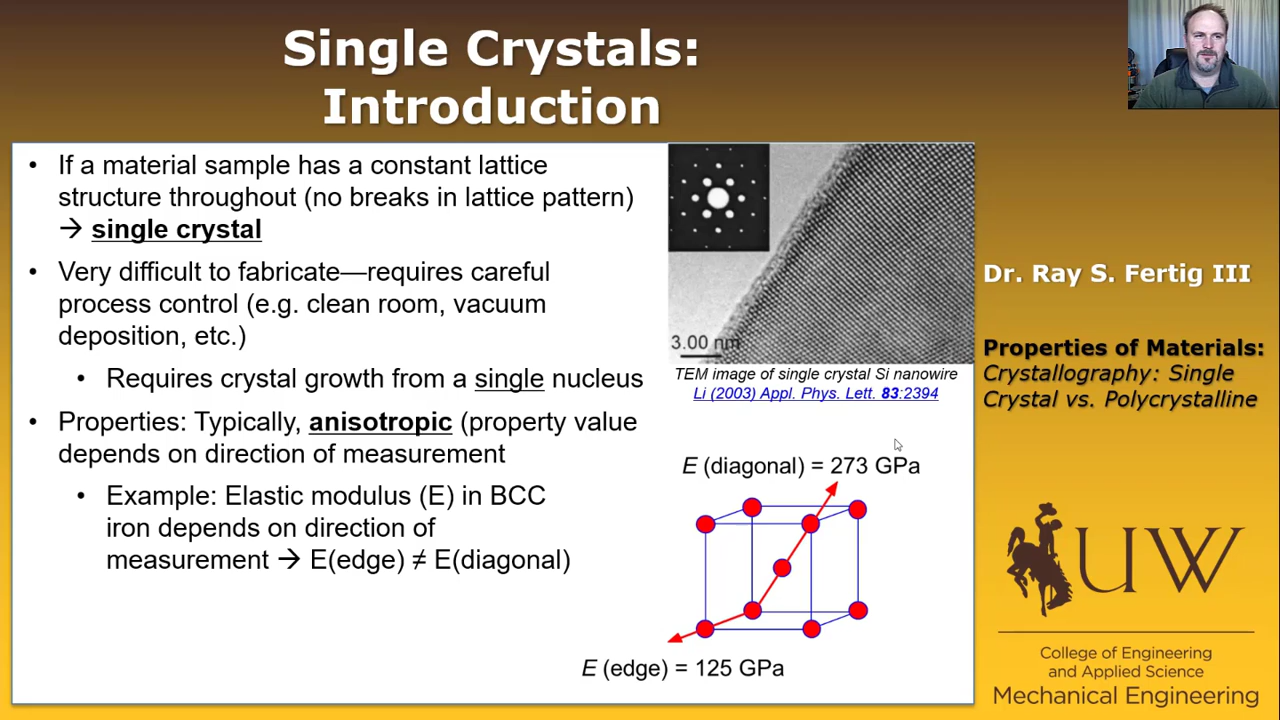 Single Crystals:
Introduction
• If a material sample has a constant lattice
structure throughout (no breaks in lattice pattern)
→ single crystal
• Very difficult to fabricate—requires careful
process control (e.g. clean room, vacuum
deposition, etc.)
• Requires crystal growth from a single nucleus
• Properties: Typically, anisotropic (property value
depends on direction of measurement
• Example: Elastic modulus (E) in BCC
iron depends on direction of
measurement → E(edge) ≠ E(diagonal)
3.00 nm
TEM image of single crystal Si nanowire
Li (2003) Appl. Phys. Lett. 83:2394
E (diagonal) = 273 GPa
E (edge) = 125 GPa
Dr. Ray S. Fertig III
Properties of Materials:
Crystallography: Single
Crystal vs. Polycrystalline
UW
College of Engineering
and Applied Science
Mechanical Engineering